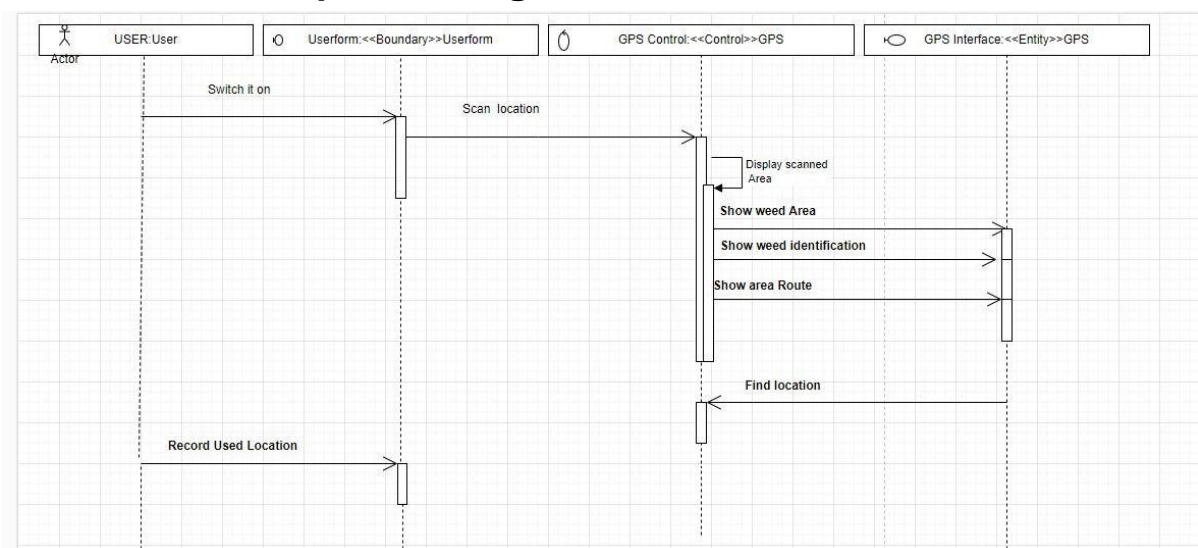 USER:User
Userform:<<Boundary>>Userform
GPS Control:<<Control>>GPS
GPS Interface:<<Entity>>GPS
Actor
Switch it on
Scan location
Display scanned
Area
Show weed Area
Show weed identification
Show area Route
Find location
Record Used Location